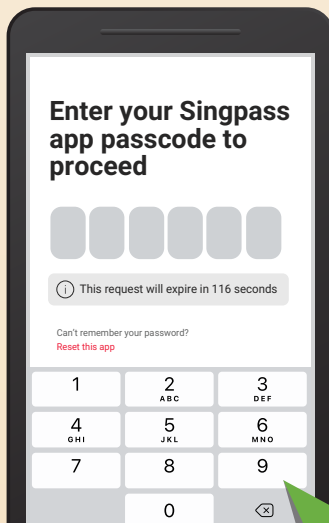 Enter your Singpass
app passcode to
proceed
This request will expire in 116 seconds
Can't remember your password?
Reset this app
1 2 3
ABC DEF
4 5 6
GHI JKL MNO
7 8 9
0